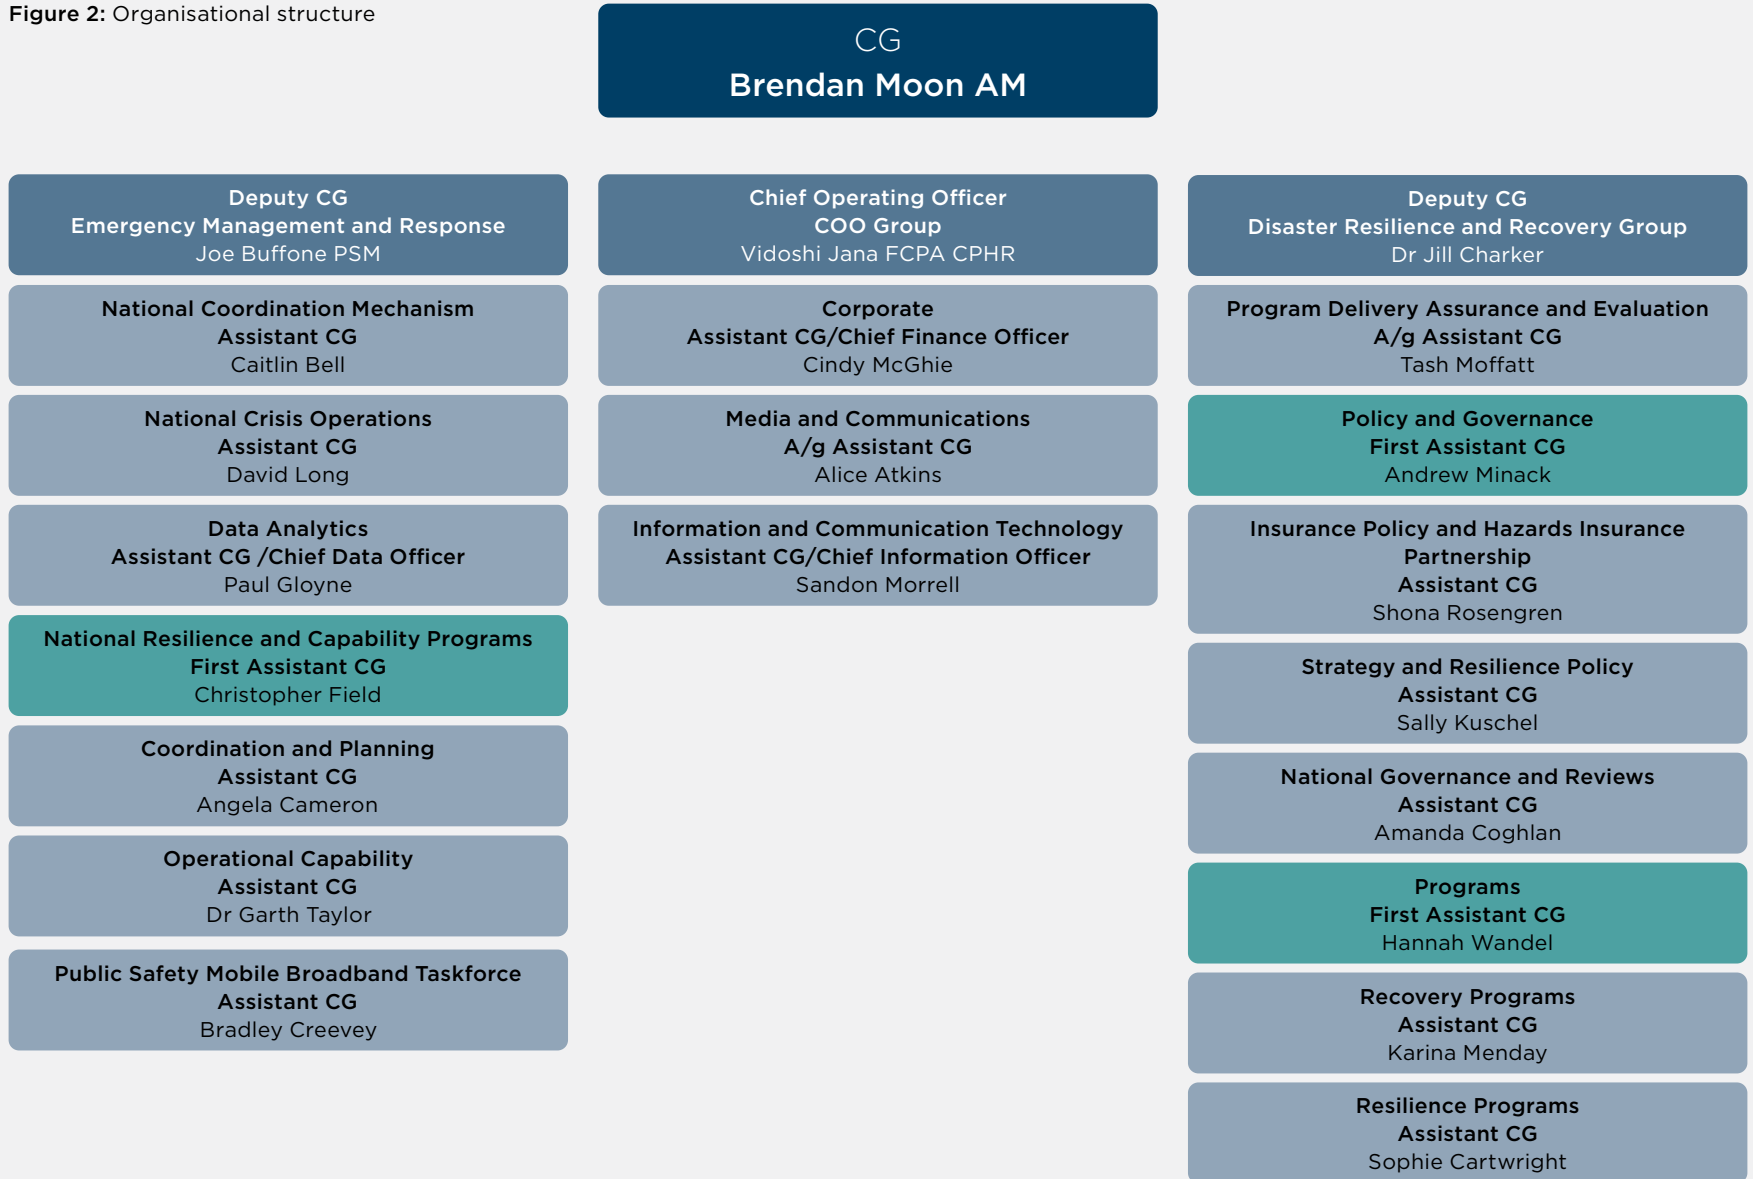 Figure 2: Organisational structure
CG
Brendan Moon AM
Deputy CG
Emergency Management and Response
Joe Buffone PSM
National Coordination Mechanism
Assistant CG
Caitlin Bell
National Crisis Operations
Assistant CG
David Long
Data Analytics
Assistant CG /Chief Data Officer
Paul Gloyne
National Resilience and Capability Programs
First Assistant CG
Christopher Field
Coordination and Planning
Assistant CG
Angela Cameron
Operational Capability
Assistant CG
Dr Garth Taylor
Public Safety Mobile Broadband Taskforce
Assistant CG
Bradley Creevey
Chief Operating Officer
COO Group
Vidoshi Jana FCPA CPHR
Corporate
Assistant CG/Chief Finance Officer
Cindy McGhie
Media and Communications
A/g Assistant CG
Alice Atkins
Information and Communication Technology
Assistant CG/Chief Information Officer
Sandon Morrell
Deputy CG
Disaster Resilience and Recovery Group
Dr Jill Charker
Program Delivery Assurance and Evaluation
A/g Assistant CG
Tash Moffatt
Policy and Governance
First Assistant CG
Andrew Minack
Insurance Policy and Hazards Insurance
Partnership
Assistant CG
Shona Rosengren
Strategy and Resilience Policy
Assistant CG
Sally Kuschel
National Governance and Reviews
Assistant CG
Amanda Coghlan
Programs
First Assistant CG
Hannah Wandel
Recovery Programs
Assistant CG
Karina Menday
Resilience Programs
Assistant CG
Sophie Cartwright